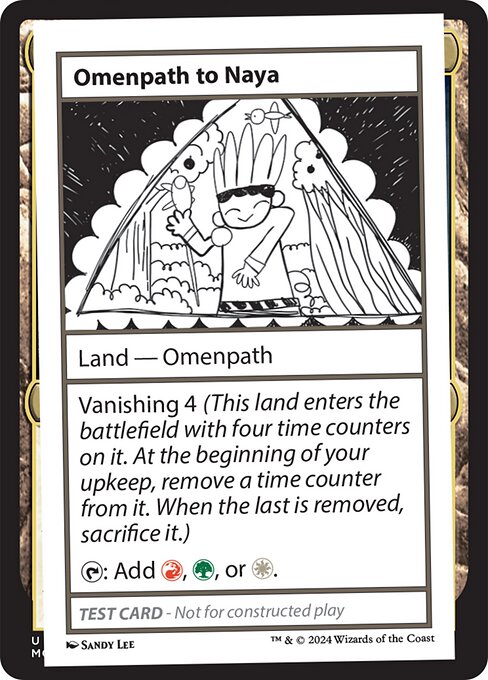 Omenpath to Naya
Land — Omenpath
Vanishing 4 (This land enters the
battlefield with four time counters
on it. At the beginning of your
upkeep, remove a time counter
from it. When the last is removed,
sacrifice it.)
: Add , , or .
TEST CARD - Not for constructed play
U
SANDY LEE
™ & © 2024 Wizards of the Coast